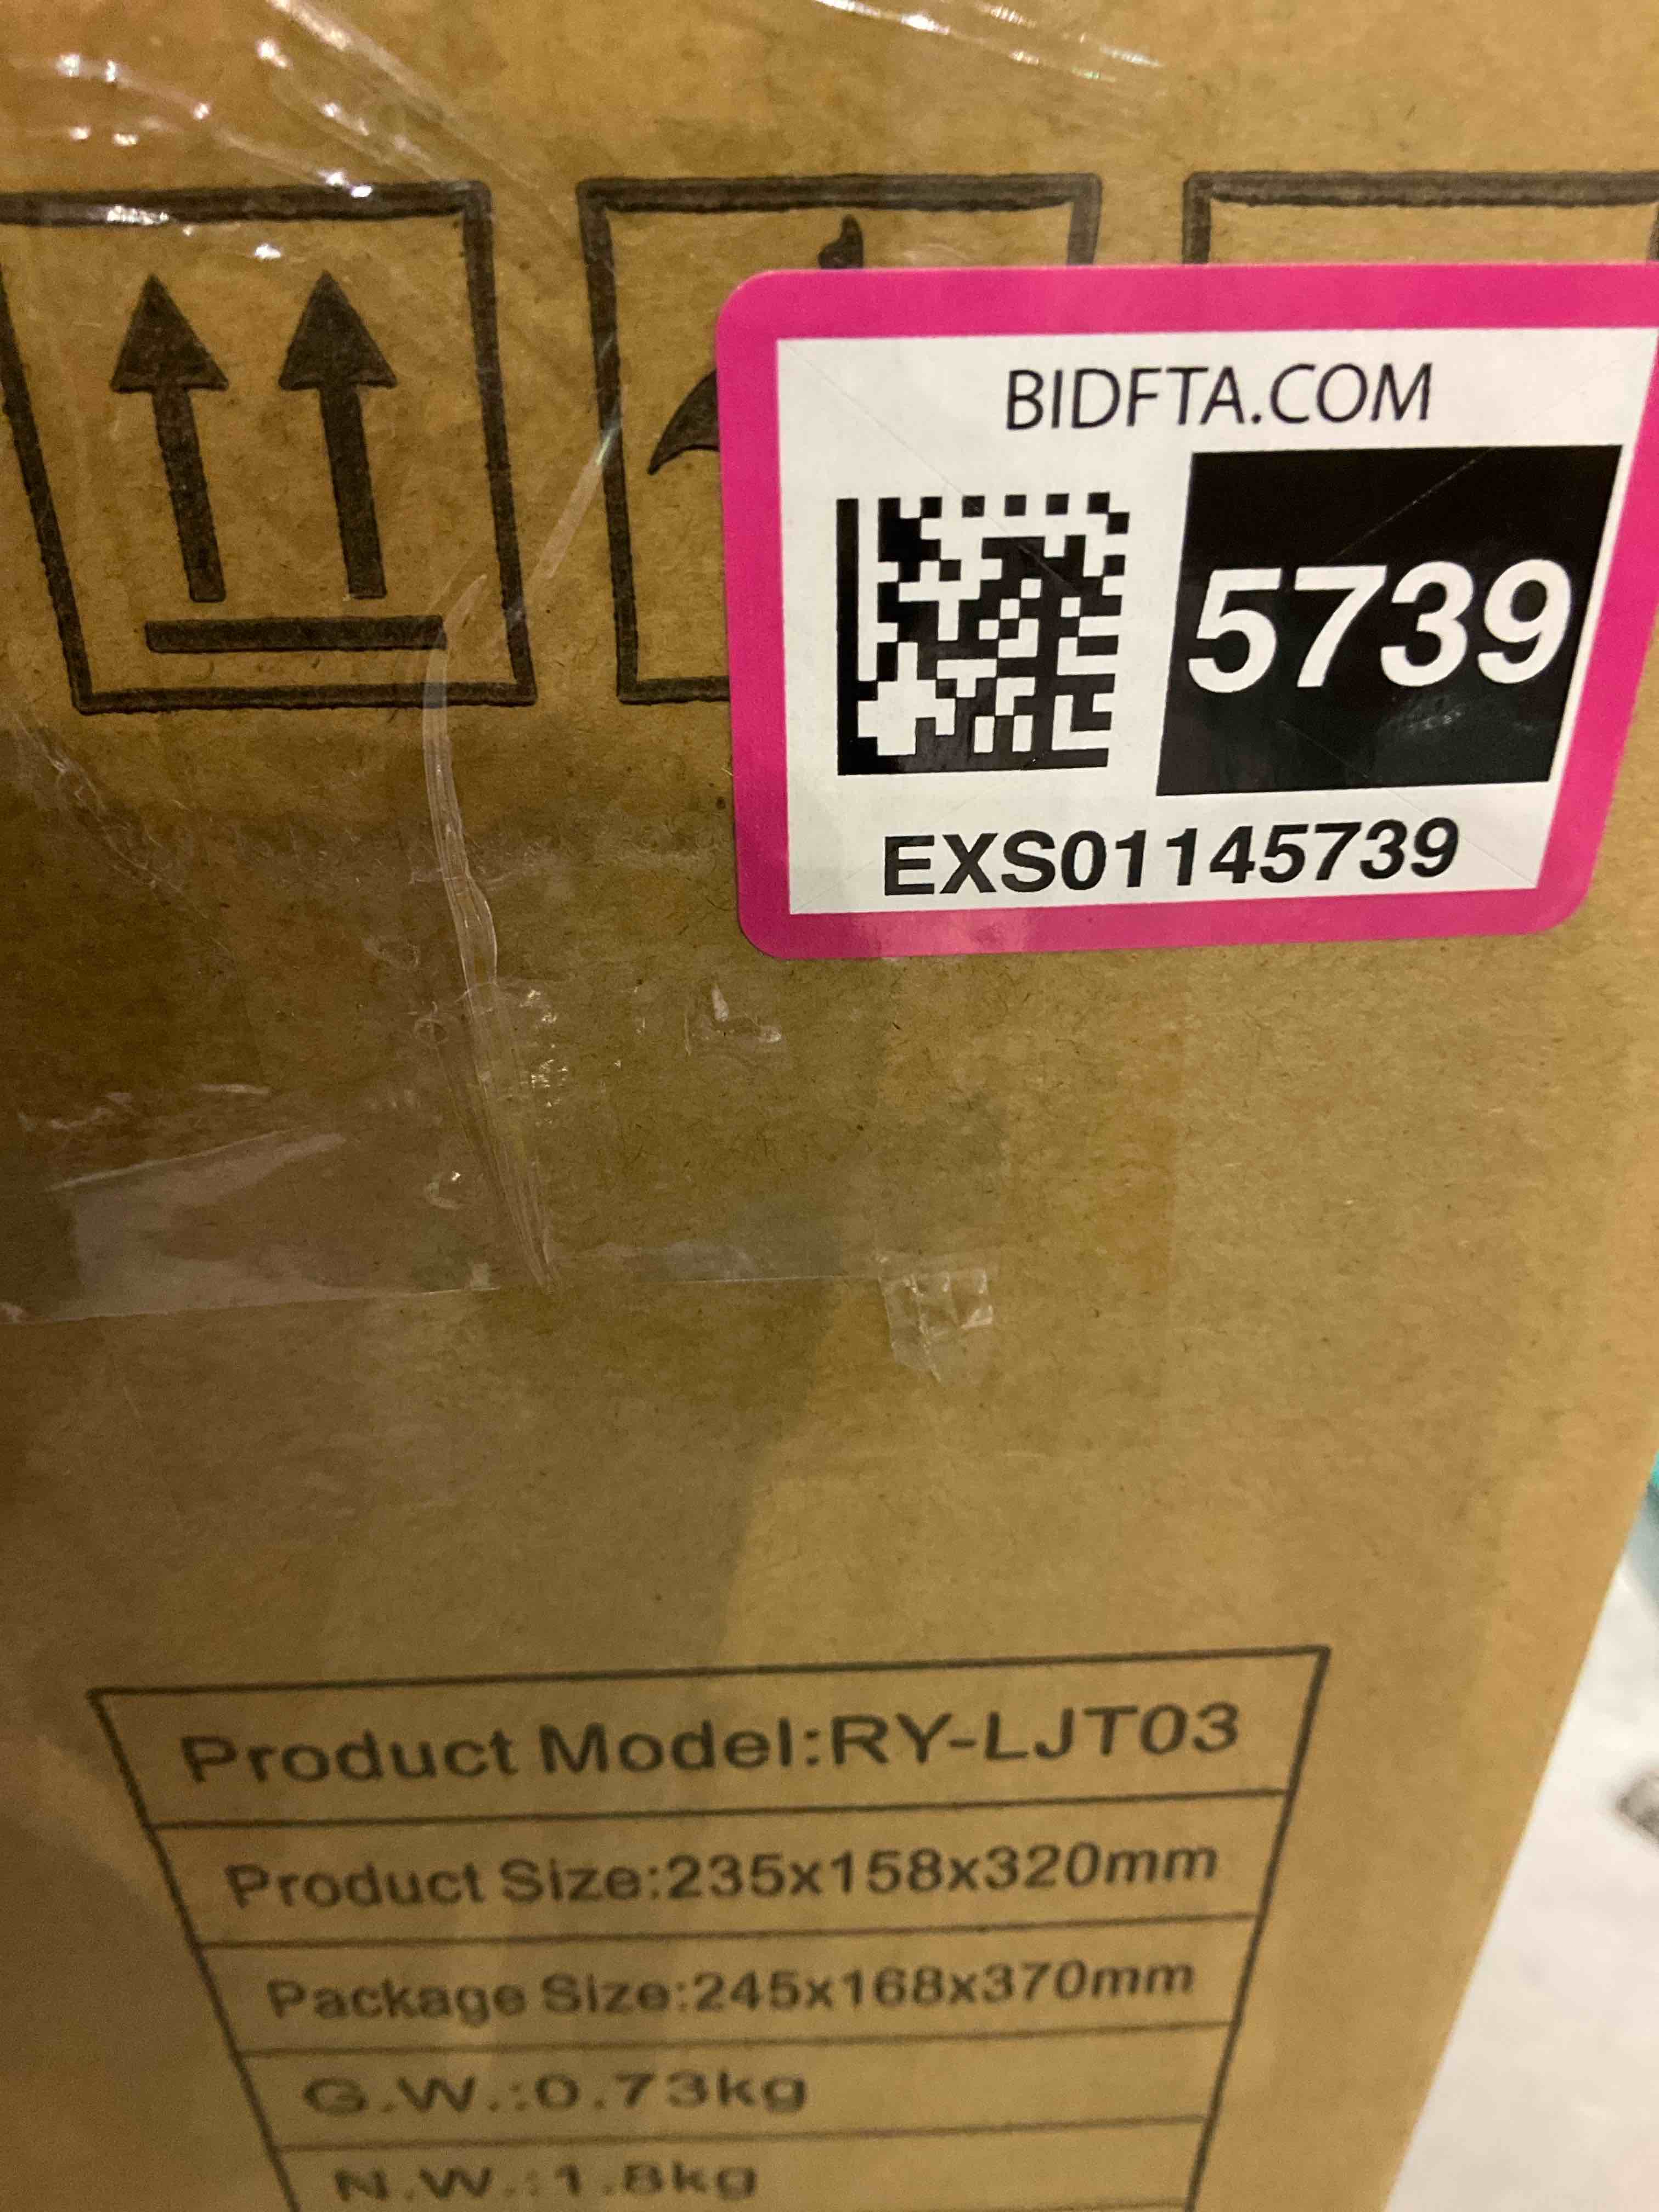 BIDFTA.COM
5739
EXS01145739
Product Model:RY-LJT03
Product Size:235x158x320mm
Package Size:245x168x370mm
G.W.:0.73kg
N.W.:1.8kg